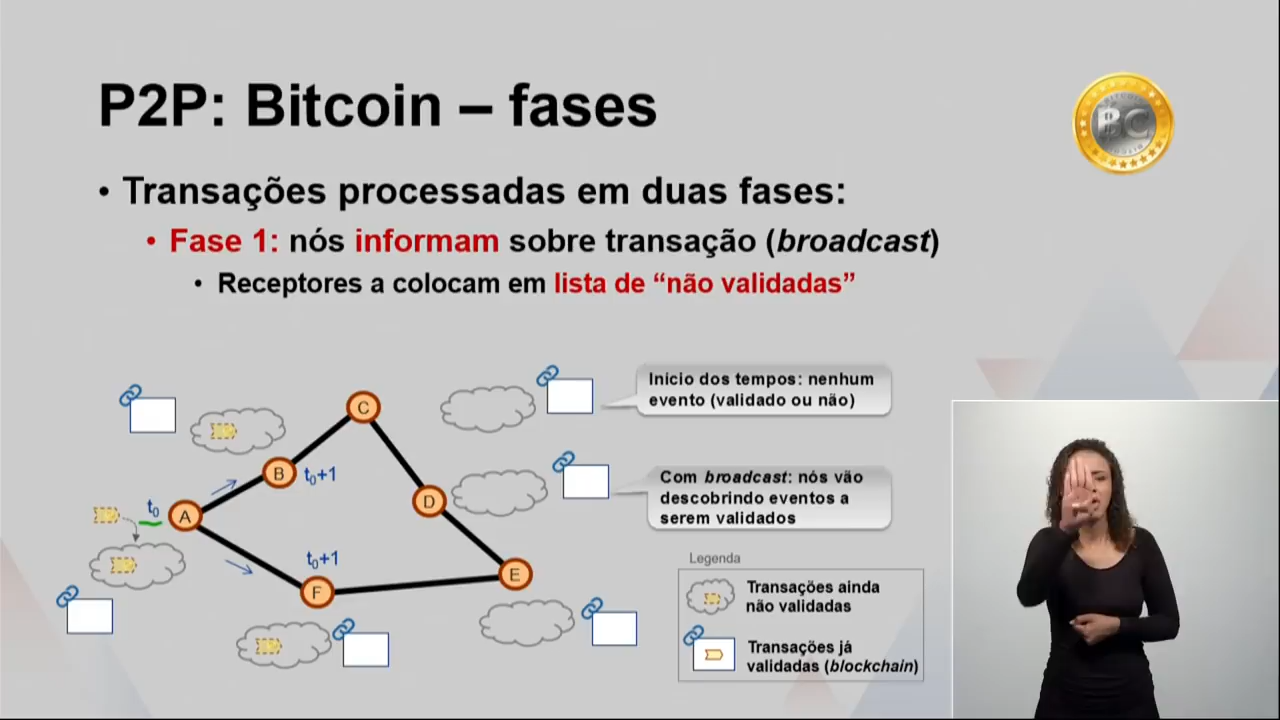 P2P: Bitcoin – fases
• Transações processadas em duas fases:
• Fase 1: nós informam sobre transação (broadcast)
• Receptores a colocam em lista de “não validadas”
Início dos tempos: nenhum
evento (validado ou não)
C
B
t₀+1
Com broadcast: nós vão
descobrindo eventos a
serem validados
D
t₀
A
t₀+1
F
E
Legenda
Transações ainda
não validadas
Transações já
validadas (blockchain)
BC